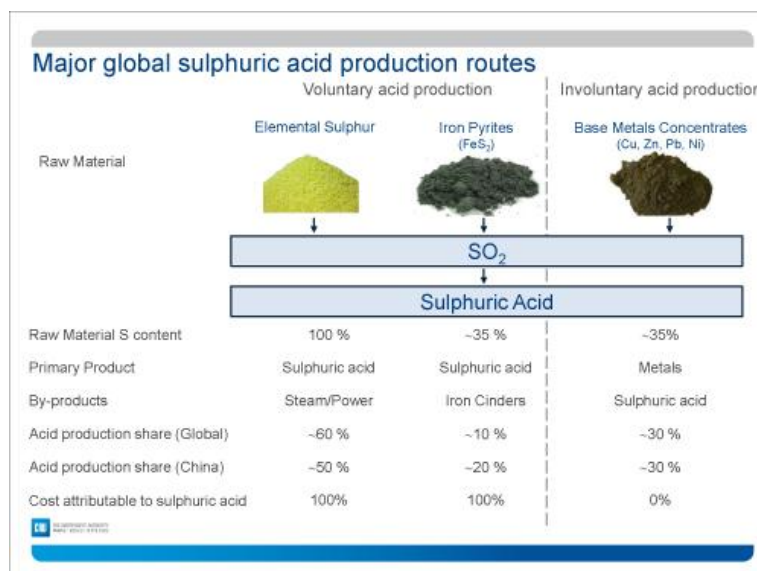 Major global sulphuric acid production routes
Voluntary acid production
Involuntary acid production
Elemental Sulphur
Iron Pyrites
(FeS₂)
Base Metals Concentrates
(Cu, Zn, Pb, Ni)
Raw Material
SO₂
Sulphuric Acid
Raw Material S content 100 % ~35 % ~35%
Primary Product Sulphuric acid Sulphuric acid Metals
By-products Steam/Power Iron Cinders Sulphuric acid
Acid production share (Global) ~60 % ~10 % ~30 %
Acid production share (China) ~50 % ~20 % ~30 %
Cost attributable to sulphuric acid 100% 100% 0%